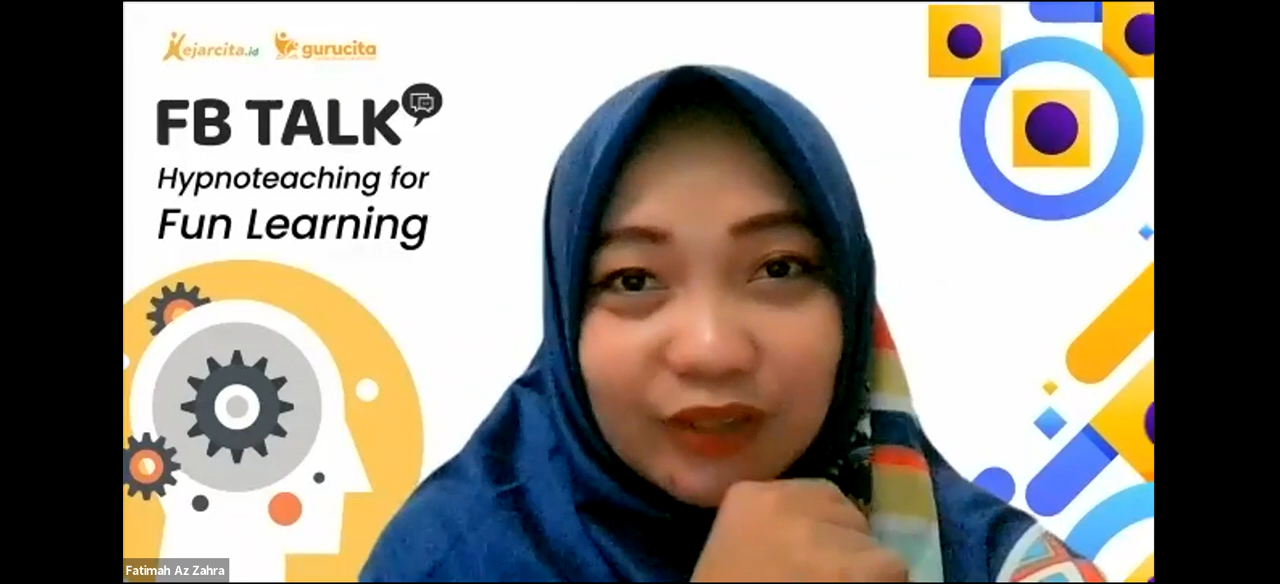 kejarcita.id gurucita
FB TALK
Hypnoteaching for
Fun Learning
Fatimah Az Zahra